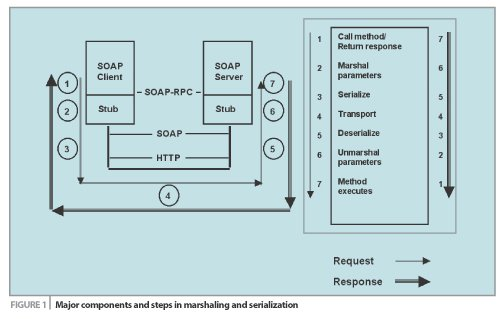 SOAP
Client
Stub
SOAP-RPC
SOAP
Server
Stub
SOAP
HTTP
1
2
3
4
5
6
7
1 Call method/ 7
Return response
2 Marshal 6
parameters
3 Serialize 5
4 Transport 4
5 Deserialize 3
6 Unmarshal 2
parameters
7 Method 1
executes
Request
Response
FIGURE 1 Major components and steps in marshaling and serialization